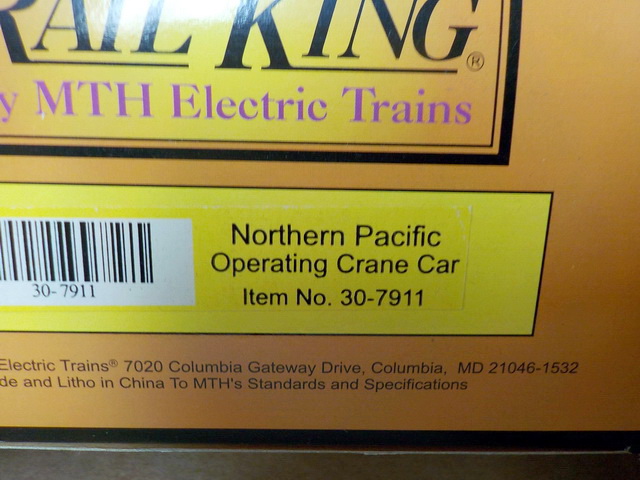 RAIL KING®
y MTH Electric Trains
Northern Pacific
Operating Crane Car
Item No. 30-7911
30-7911
Electric Trains® 7020 Columbia Gateway Drive, Columbia, MD 21046-1532
de and Litho in China To MTH's Standards and Specifications